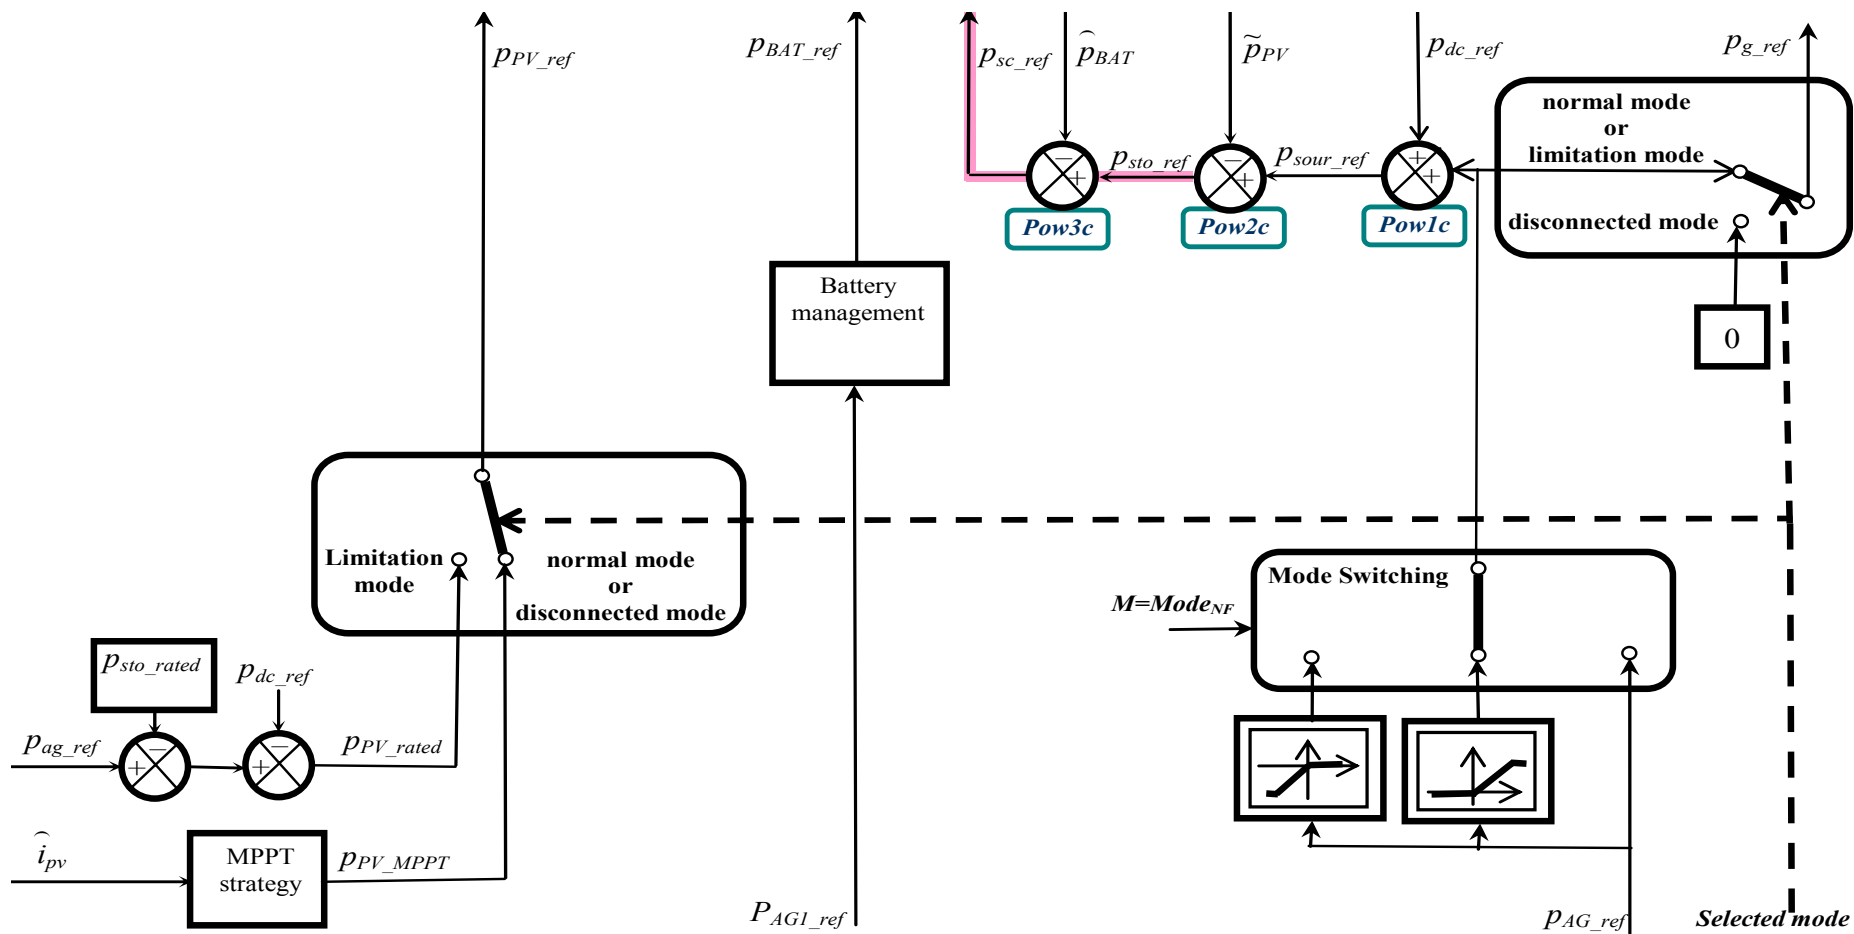 p_PV_ref
p_BAT_ref
p_sc_ref
p̂_BAT
p̃_PV
p_dc_ref
p_g_ref
normal mode
or
limitation mode
disconnected mode
p_sto_ref
p_sour_ref
− +
− +
+ +
Pow3c
Pow2c
Pow1c
0
Battery
management
Limitation
mode
normal mode
or
disconnected mode
Mode Switching
M=Mode_NF
p_sto_rated
p_dc_ref
p_ag_ref
− +
− +
p_PV_rated
î_pv
MPPT
strategy
p_PV_MPPT
P_AG1_ref
p_AG_ref
Selected mode